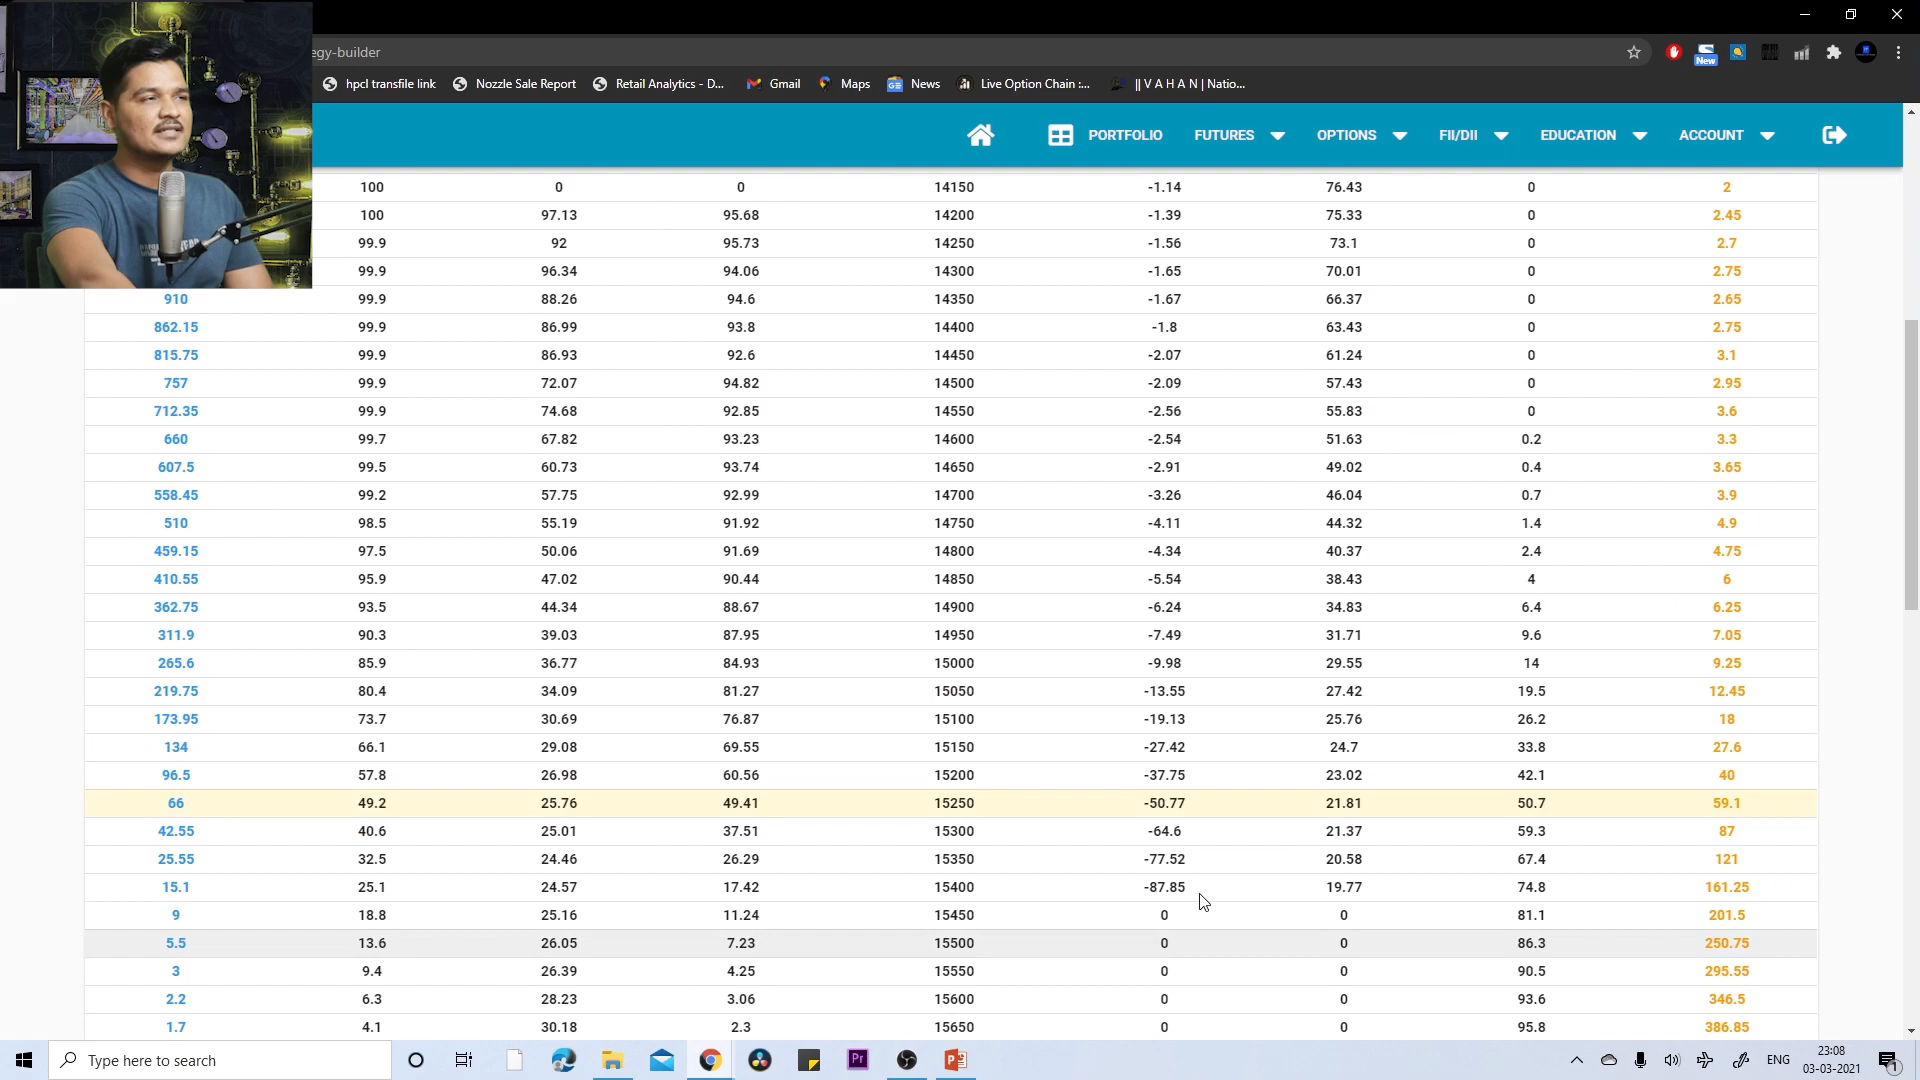 egy-builder
New
hpcl transfile link Nozzle Sale Report Retail Analytics - D... Gmail Maps News Live Option Chain :... || V A H A N | Natio...
PORTFOLIO FUTURES OPTIONS FII/DII EDUCATION ACCOUNT
100 0 0 14150 -1.14 76.43 0 2
100 97.13 95.68 14200 -1.39 75.33 0 2.45
99.9 92 95.73 14250 -1.56 73.1 0 2.7
99.9 96.34 94.06 14300 -1.65 70.01 0 2.75
910 99.9 88.26 94.6 14350 -1.67 66.37 0 2.65
862.15 99.9 86.99 93.8 14400 -1.8 63.43 0 2.75
815.75 99.9 86.93 92.6 14450 -2.07 61.24 0 3.1
757 99.9 72.07 94.82 14500 -2.09 57.43 0 2.95
712.35 99.9 74.68 92.85 14550 -2.56 55.83 0 3.6
660 99.7 67.82 93.23 14600 -2.54 51.63 0.2 3.3
607.5 99.5 60.73 93.74 14650 -2.91 49.02 0.4 3.65
558.45 99.2 57.75 92.99 14700 -3.26 46.04 0.7 3.9
510 98.5 55.19 91.92 14750 -4.11 44.32 1.4 4.9
459.15 97.5 50.06 91.69 14800 -4.34 40.37 2.4 4.75
410.55 95.9 47.02 90.44 14850 -5.54 38.43 4 6
362.75 93.5 44.34 88.67 14900 -6.24 34.83 6.4 6.25
311.9 90.3 39.03 87.95 14950 -7.49 31.71 9.6 7.05
265.6 85.9 36.77 84.93 15000 -9.98 29.55 14 9.25
219.75 80.4 34.09 81.27 15050 -13.55 27.42 19.5 12.45
173.95 73.7 30.69 76.87 15100 -19.13 25.76 26.2 18
134 66.1 29.08 69.55 15150 -27.42 24.7 33.8 27.6
96.5 57.8 26.98 60.56 15200 -37.75 23.02 42.1 40
66 49.2 25.76 49.41 15250 -50.77 21.81 50.7 59.1
42.55 40.6 25.01 37.51 15300 -64.6 21.37 59.3 87
25.55 32.5 24.46 26.29 15350 -77.52 20.58 67.4 121
15.1 25.1 24.57 17.42 15400 -87.85 19.77 74.8 161.25
9 18.8 25.16 11.24 15450 0 0 81.1 201.5
5.5 13.6 26.05 7.23 15500 0 0 86.3 250.75
3 9.4 26.39 4.25 15550 0 0 90.5 295.55
2.2 6.3 28.23 3.06 15600 0 0 93.6 346.5
1.7 4.1 30.18 2.3 15650 0 0 95.8 386.85
Type here to search Pr ENG 23:08
03-03-2021 1